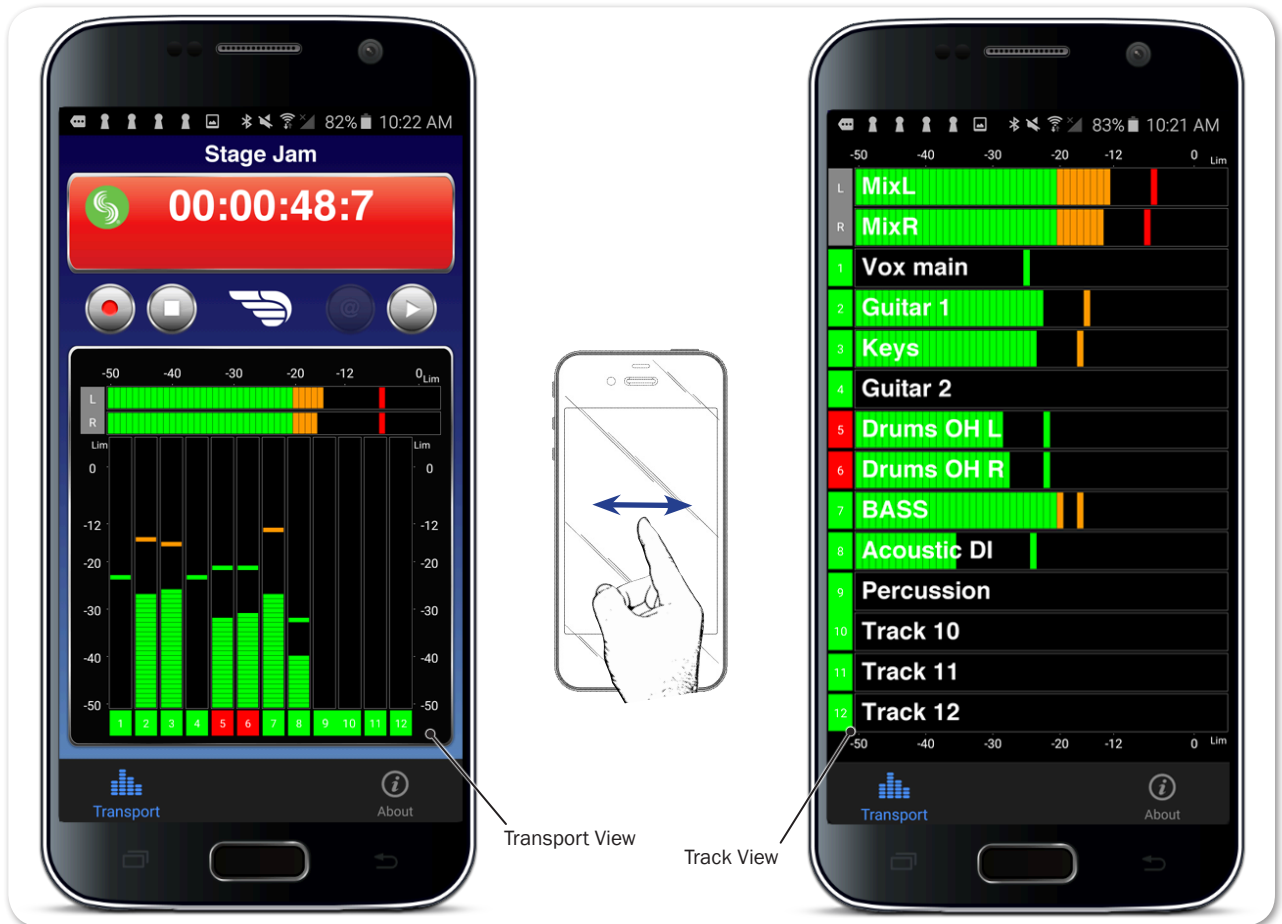 82% 10:22 AM
Stage Jam
00:00:48:7
@
-50 -40 -30 -20 -12 0 Lim
L
R
Lim Lim
0 0
-12 -12
-20 -20
-30 -30
-40 -40
-50 -50
1 2 3 4 5 6 7 8 9 10 11 12
Transport
i
About
Transport View
83% 10:21 AM
-50 -40 -30 -20 -12 0 Lim
L MixL
R MixR
1 Vox main
2 Guitar 1
3 Keys
4 Guitar 2
5 Drums OH L
6 Drums OH R
7 BASS
8 Acoustic DI
9 Percussion
10 Track 10
11 Track 11
12 Track 12
-50 -40 -30 -20 -12 0 Lim
Transport
i
About
Track View